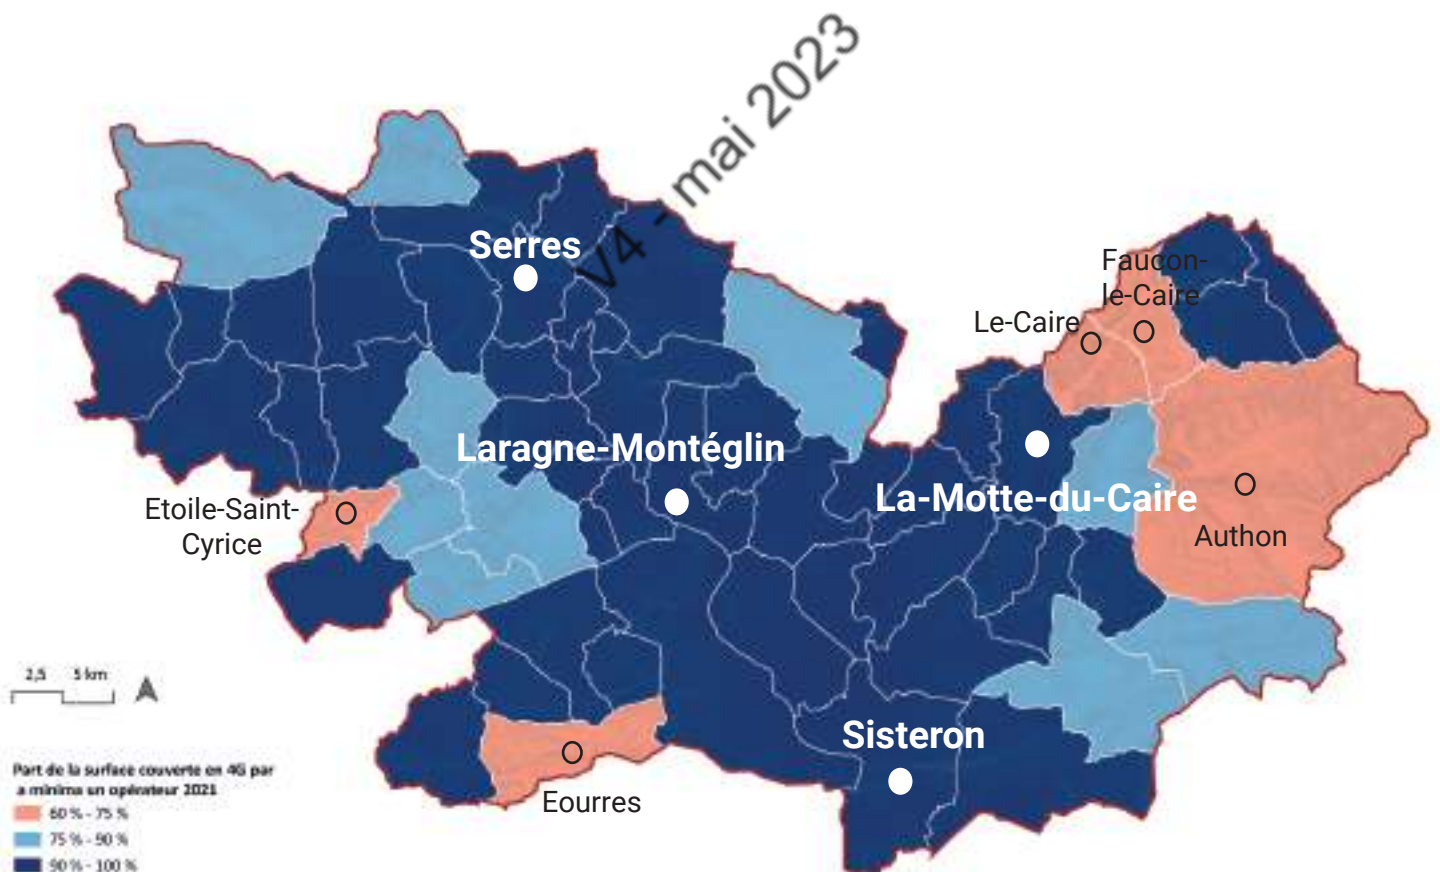 V4 - mai 2023
Serres
Faucon-
le-Caire
Le-Caire
Laragne-Montéglin
La-Motte-du-Caire
Etoile-Saint-
Cyrice
Authon
2,5 5 km
Sisteron
Eourres
Part de la surface couverte en 4G par
a minima un opérateur 2021
60 % - 75 %
75 % - 90 %
90 % - 100 %